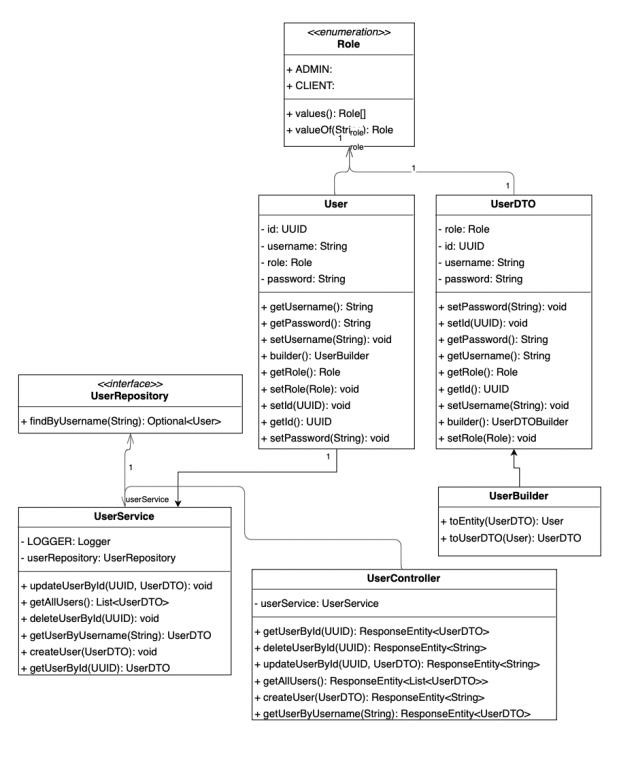 <<enumeration>>
Role
+ ADMIN:
+ CLIENT:
+ values(): Role[]
+ valueOf(Stri role): Role
1
role
1
1
User
- id: UUID
- username: String
- role: Role
- password: String
+ getUsername(): String
+ getPassword(): String
+ setUsername(String): void
+ builder(): UserBuilder
+ getRole(): Role
+ setRole(Role): void
+ setId(UUID): void
+ getId(): UUID
+ setPassword(String): void
1
UserDTO
- role: Role
- id: UUID
- username: String
- password: String
+ setPassword(String): void
+ setId(UUID): void
+ getPassword(): String
+ getUsername(): String
+ getRole(): Role
+ getId(): UUID
+ setUsername(String): void
+ builder(): UserDTOBuilder
+ setRole(Role): void
<<interface>>
UserRepository
+ findByUsername(String): Optional<User>
1
userService
UserService
- LOGGER: Logger
- userRepository: UserRepository
+ updateUserById(UUID, UserDTO): void
+ getAllUsers(): List<UserDTO>
+ deleteUserById(UUID): void
+ getUserByUsername(String): UserDTO
+ createUser(UserDTO): void
+ getUserById(UUID): UserDTO
UserBuilder
+ toEntity(UserDTO): User
+ toUserDTO(User): UserDTO
UserController
- userService: UserService
+ getUserById(UUID): ResponseEntity<UserDTO>
+ deleteUserById(UUID): ResponseEntity<String>
+ updateUserById(UUID, UserDTO): ResponseEntity<String>
+ getAllUsers(): ResponseEntity<List<UserDTO>>
+ createUser(UserDTO): ResponseEntity<String>
+ getUserByUsername(String): ResponseEntity<UserDTO>